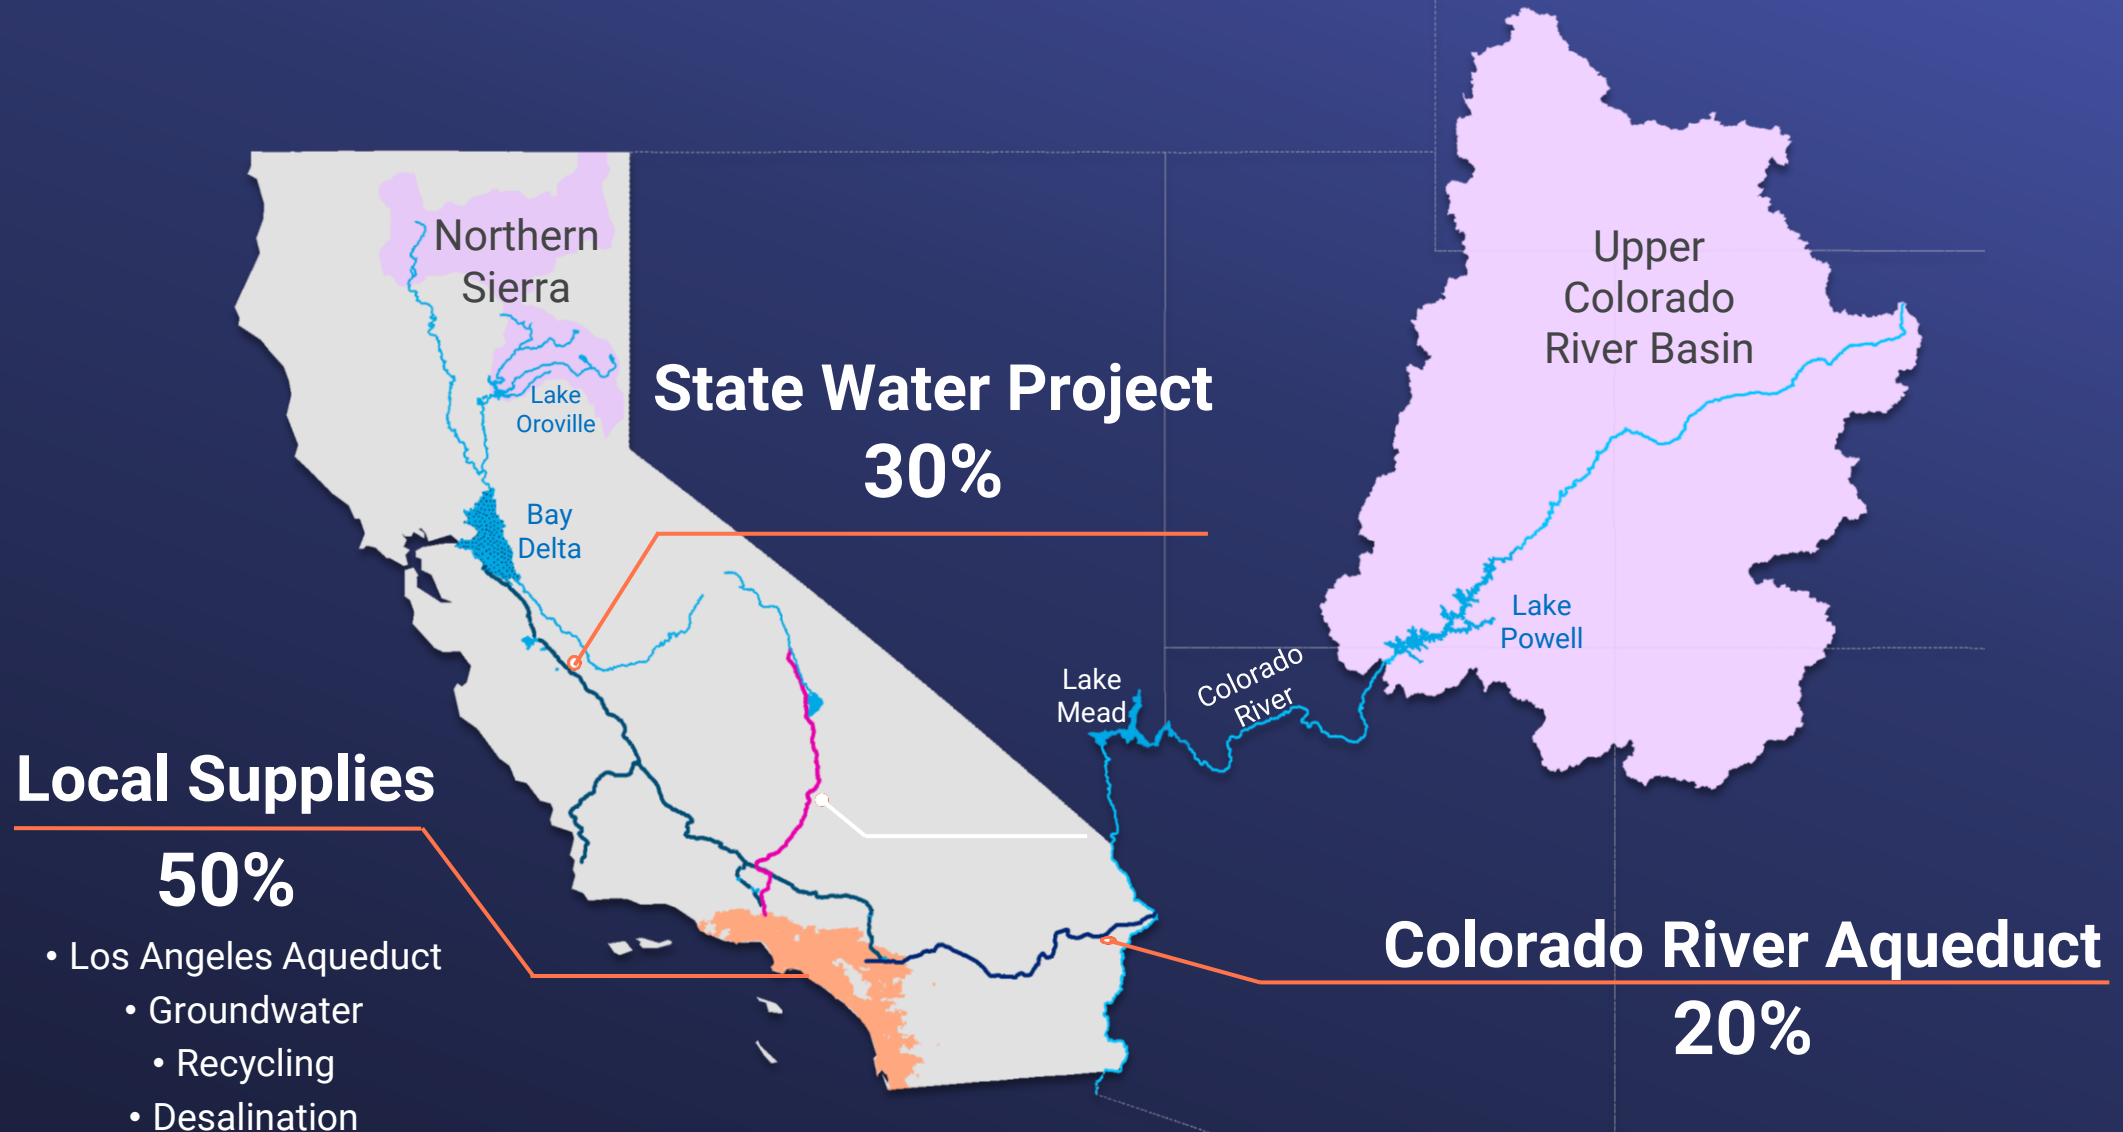 Northern
Sierra
Lake
Oroville
Bay
Delta
State Water Project
30%
Upper
Colorado
River Basin
Lake
Powell
Lake
Mead
Colorado
River
Local Supplies
50%
• Los Angeles Aqueduct
• Groundwater
• Recycling
• Desalination
Colorado River Aqueduct
20%